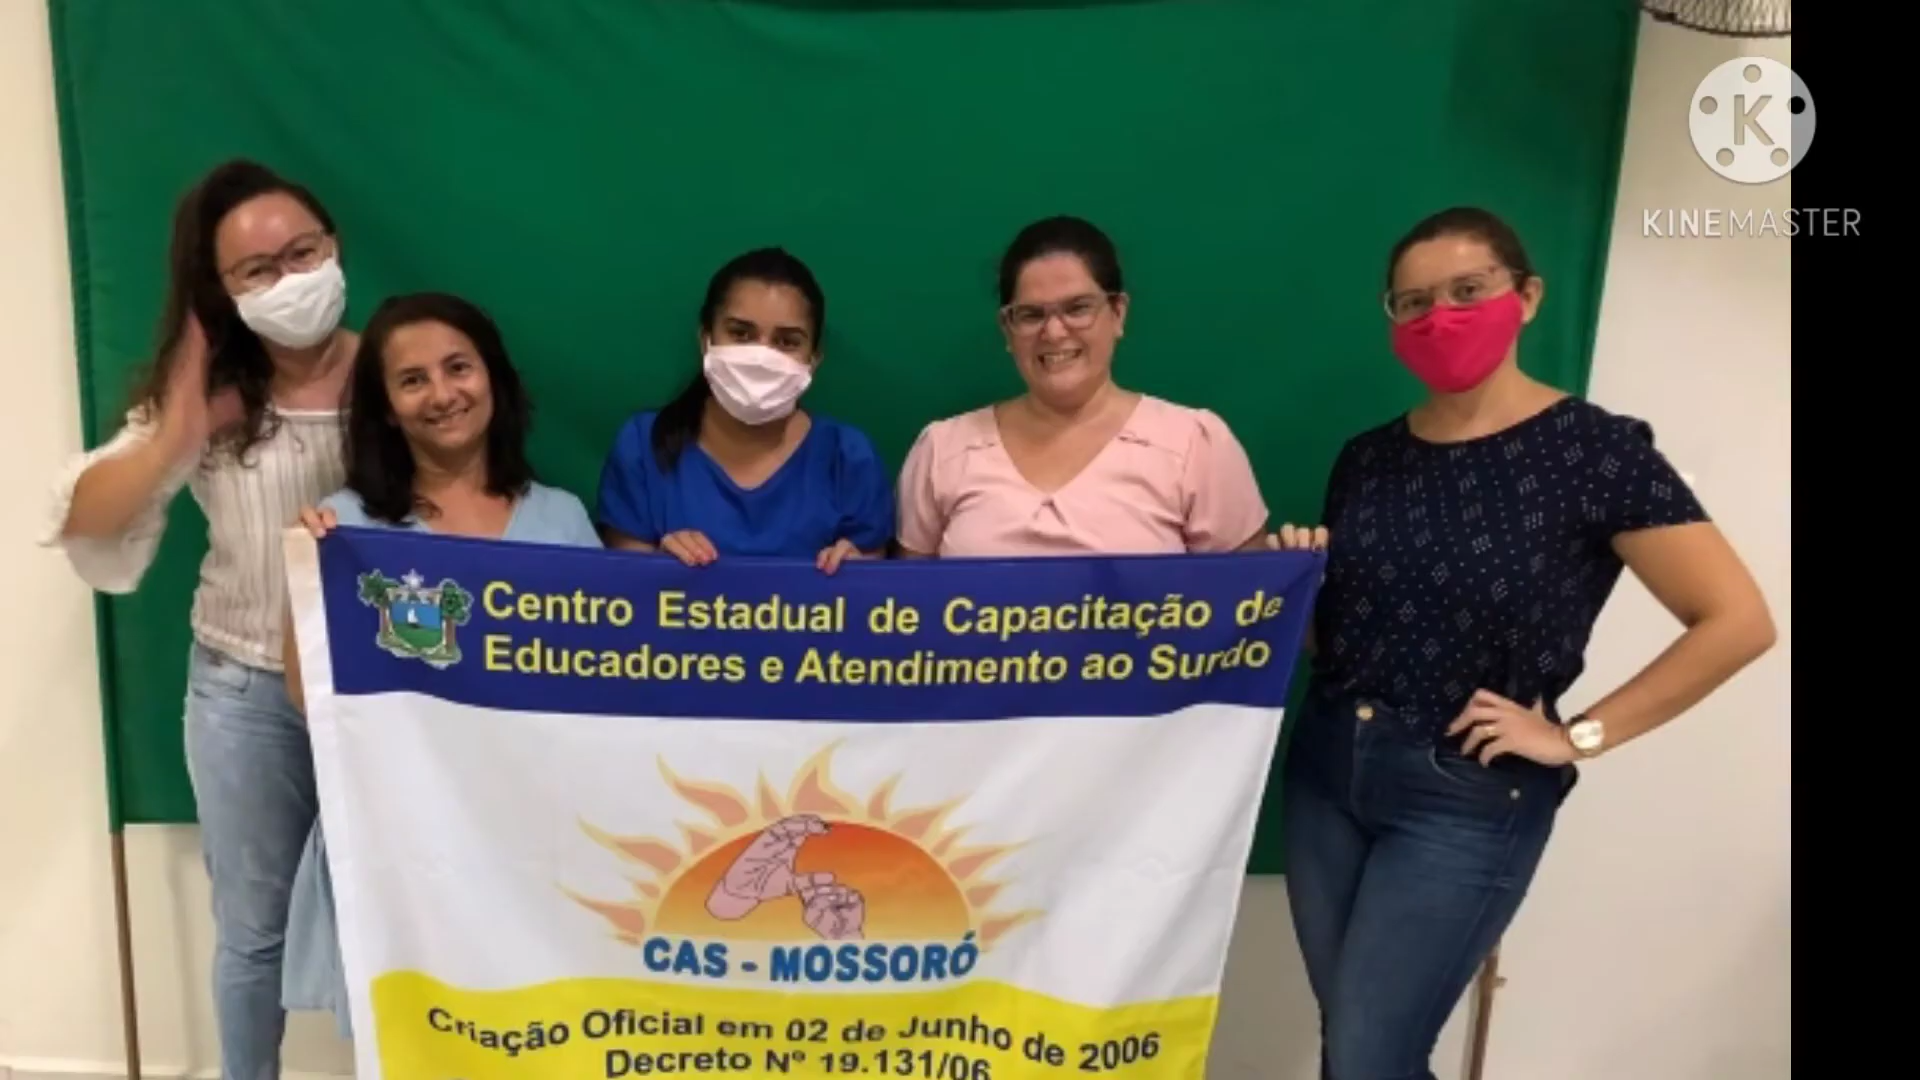 K
KINEMASTER
Centro Estadual de Capacitação de
Educadores e Atendimento ao Surdo
CAS - MOSSORÓ
Criação Oficial em 02 de Junho de 2006
Decreto Nº 19.131/06